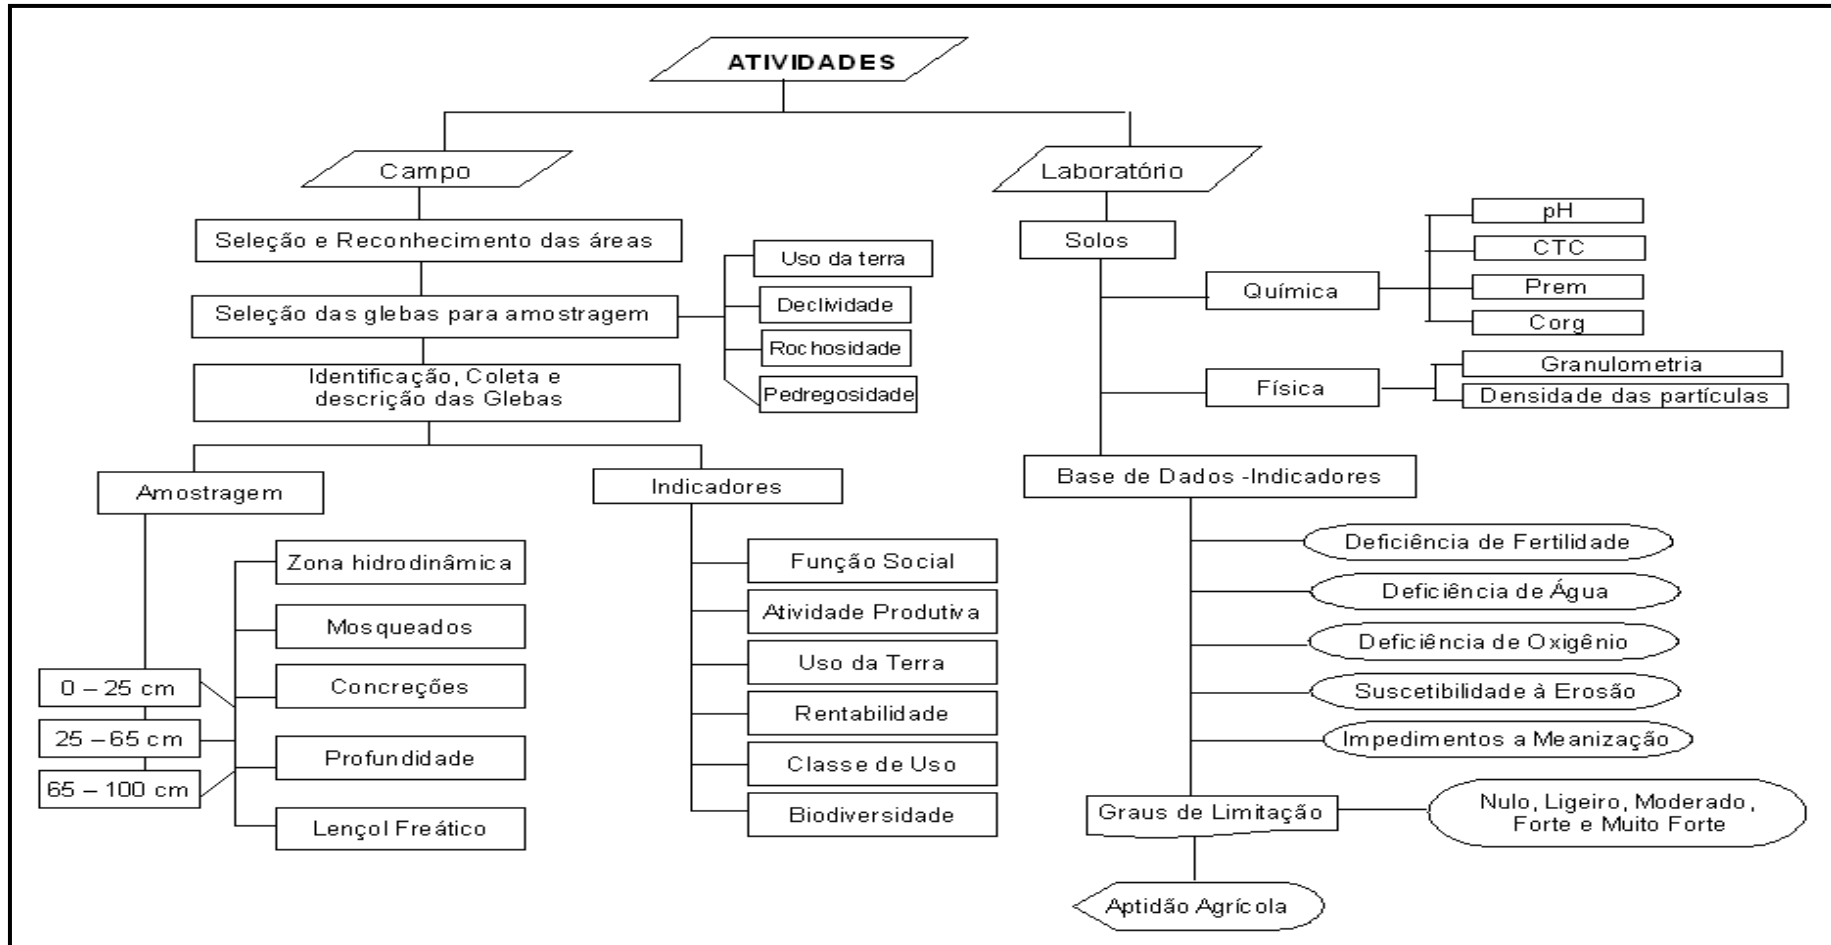 ATIVIDADES
Campo
Laboratório
Seleção e Reconhecimento das áreas
Seleção das glebas para amostragem
Uso da terra
Declividade
Rochosidade
Pedregosidade
Identificação, Coleta e
descrição das Glebas
Amostragem
Indicadores
Zona hidrodinâmica
Mosqueados
Concreções
Profundidade
Lençol Freático
0 – 25 cm
25 – 65 cm
65 – 100 cm
Função Social
Atividade Produtiva
Uso da Terra
Rentabilidade
Classe de Uso
Biodiversidade
Solos
Química
pH
CTC
Prem
Corg
Física
Granulometria
Densidade das partículas
Base de Dados -Indicadores
Deficiência de Fertilidade
Deficiência de Água
Deficiência de Oxigênio
Suscetibilidade à Erosão
Impedimentos a Meanização
Graus de Limitação
Nulo, Ligeiro, Moderado,
Forte e Muito Forte
Aptidão Agrícola